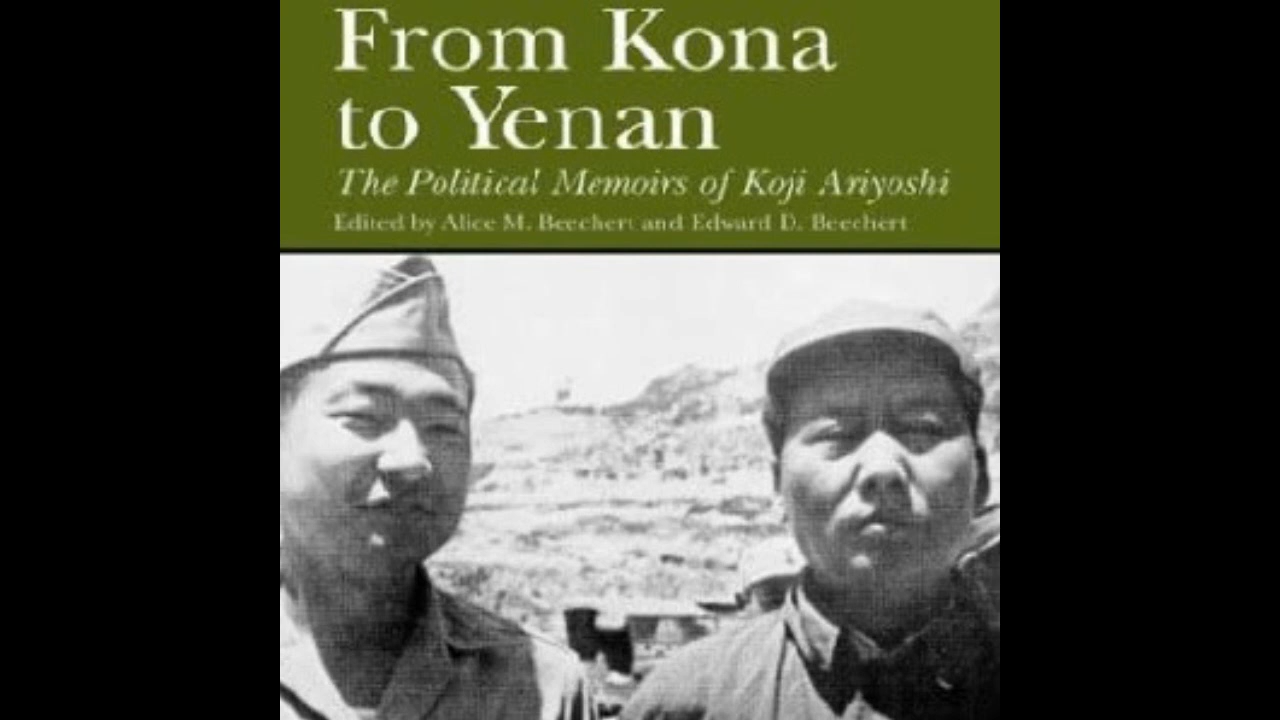 From Kona
to Yenan
The Political Memoirs of Koji Ariyoshi
Edited by Alice M. Beechert and Edward D. Beechert